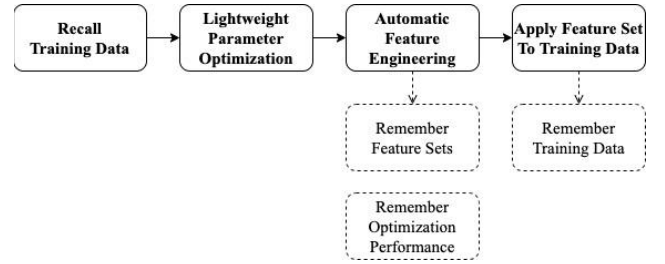 Recall
Training Data
Lightweight
Parameter
Optimization
Automatic
Feature
Engineering
Apply Feature Set
To Training Data
Remember
Feature Sets
Remember
Training Data
Remember
Optimization
Performance